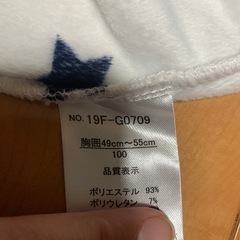 NO. 19F-G0709
胸囲49cm～55cm
100
品質表示
ポリエステル 93%
ポリウレタン 7%